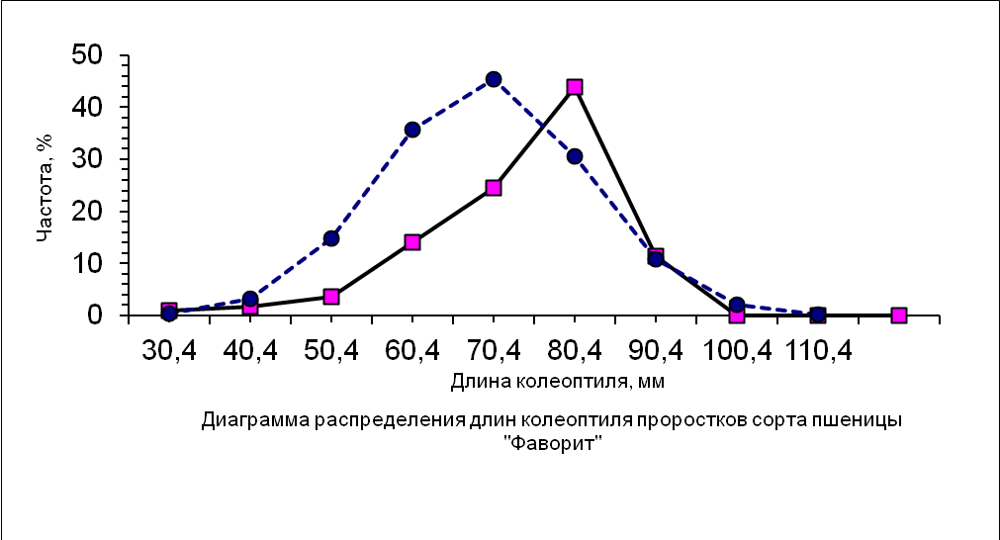 50
40
30
20
10
0
Частота, %
30,4 40,4 50,4 60,4 70,4 80,4 90,4 100,4 110,4
Длина колеоптиля, мм
Диаграмма распределения длин колеоптиля проростков сорта пшеницы
"Фаворит"